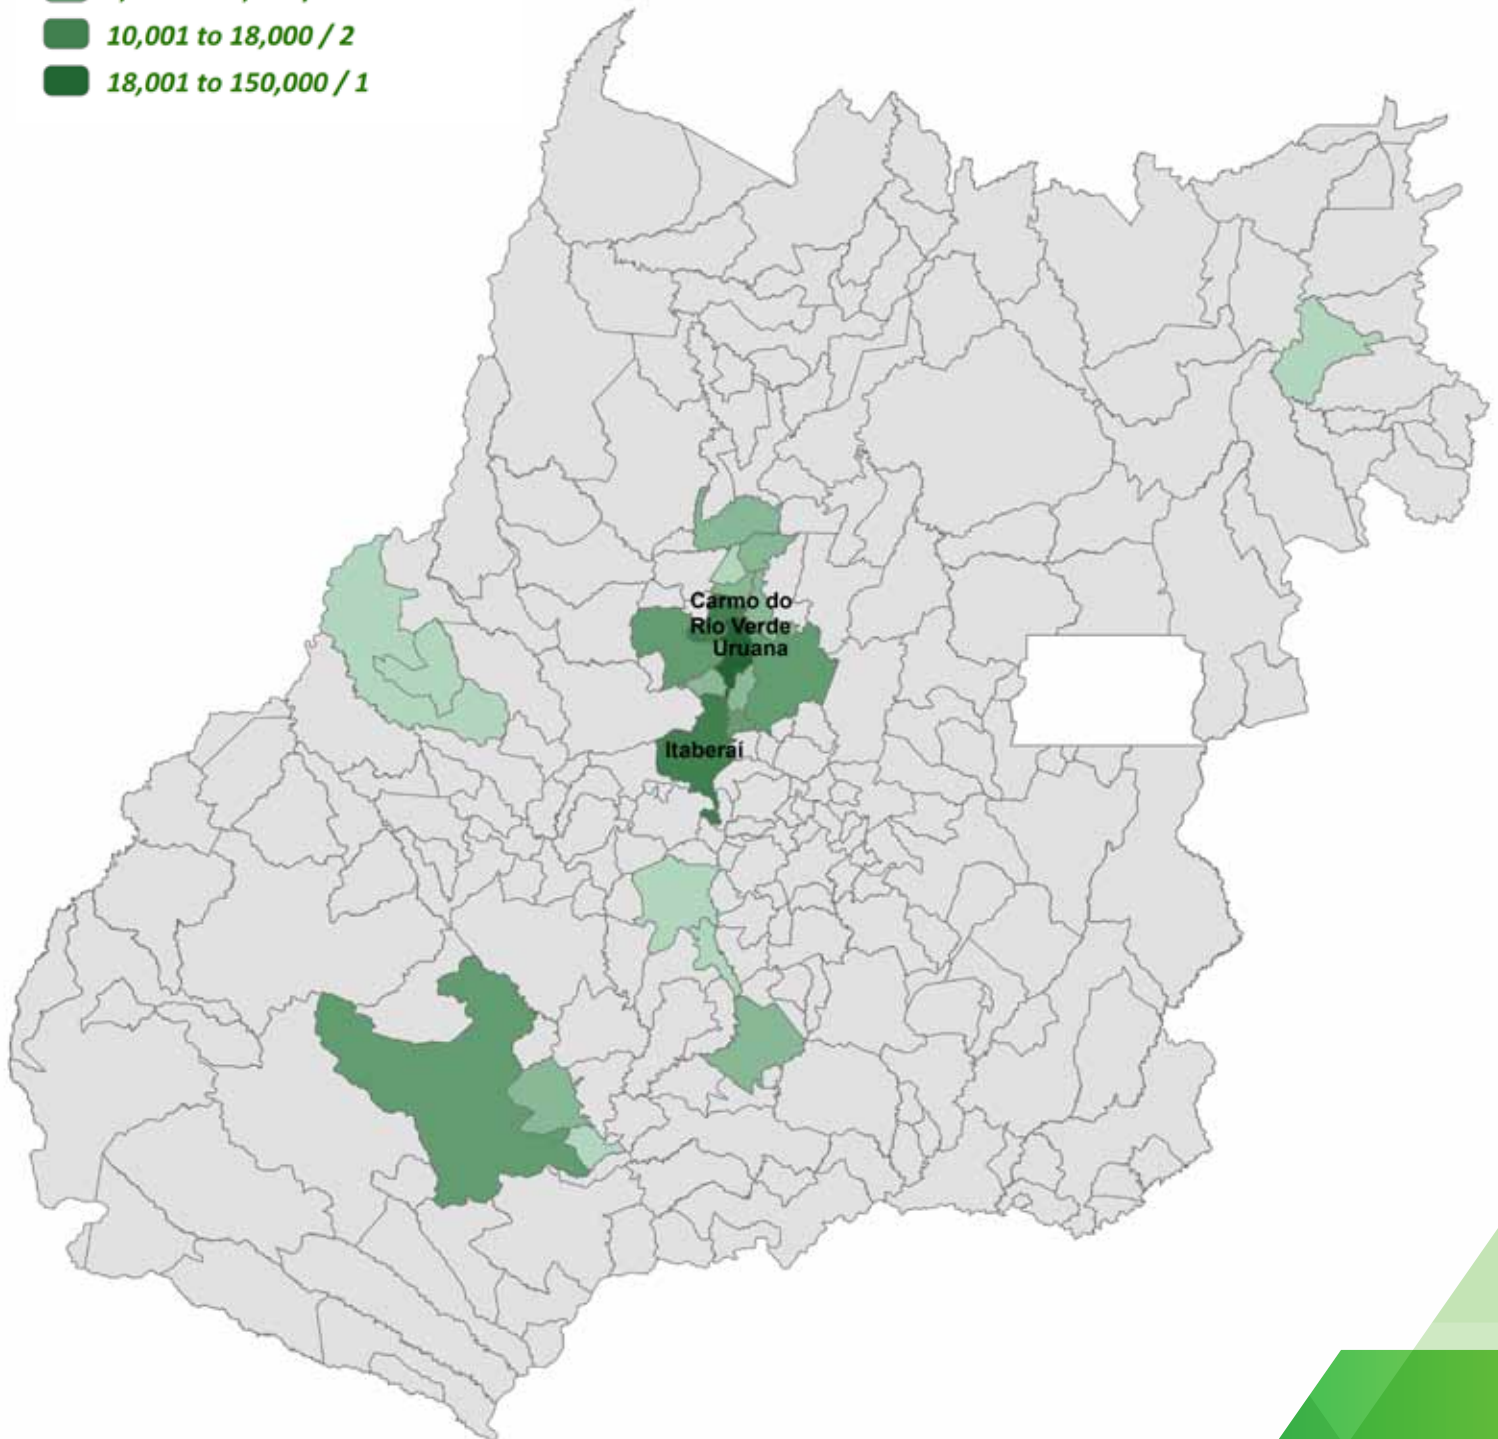 10,001 to 18,000 / 2
18,001 to 150,000 / 1
Carmo do
Rio Verde
Uruana
Itaberaí